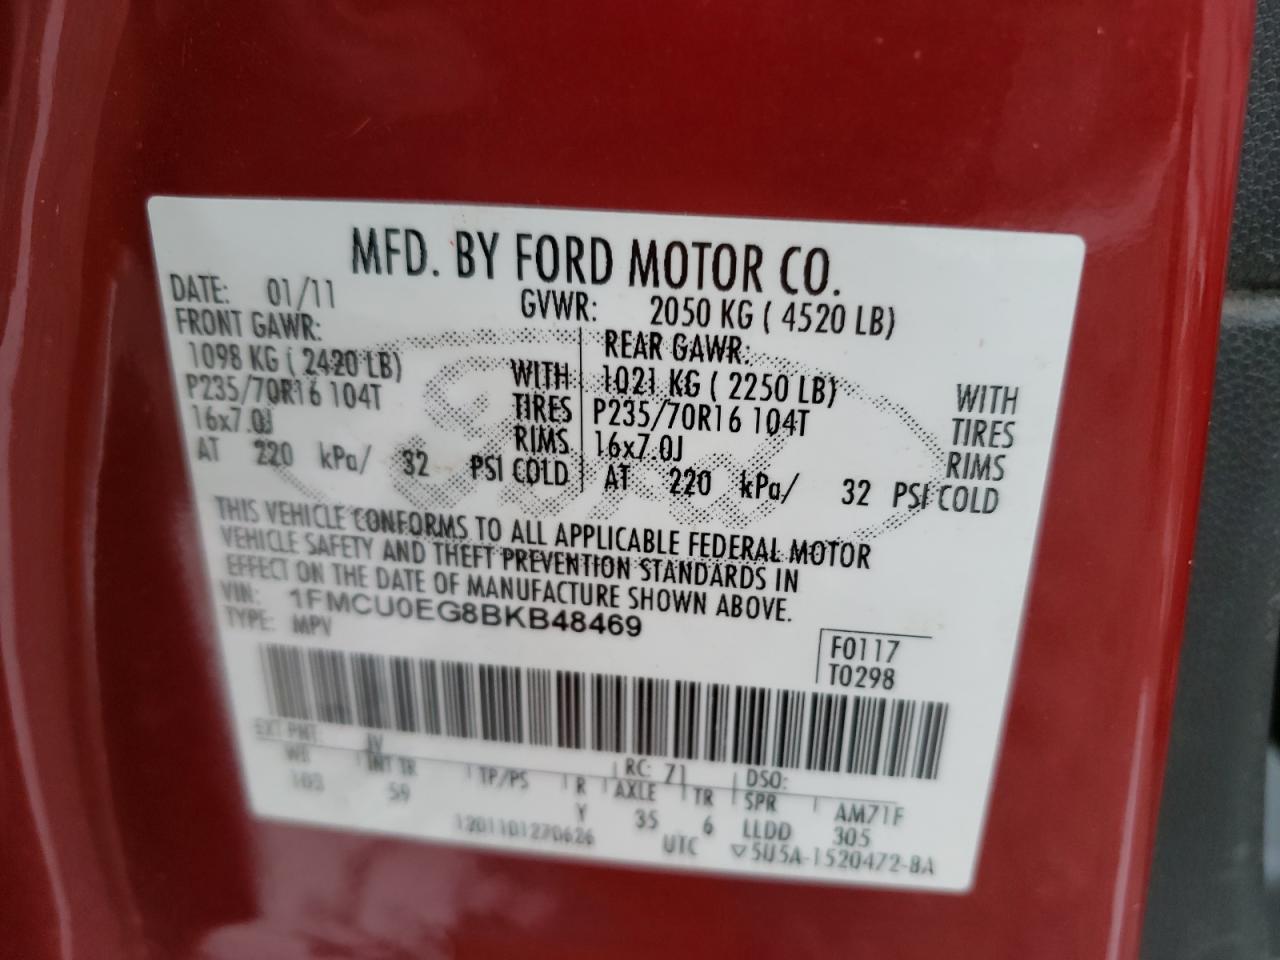 MFD. BY FORD MOTOR CO.
DATE: 01/11 GVWR: 2050 KG ( 4520 LB)
FRONT GAWR: REAR GAWR:
1098 KG ( 2420 LB) WITH 1021 KG ( 2250 LB) WITH
P235/70R16 104T TIRES P235/70R16 104T TIRES
16x7.0J RIMS 16x7.0J RIMS
AT 220 kPa/ 32 PSI COLD AT 220 kPa/ 32 PSI COLD
THIS VEHICLE CONFORMS TO ALL APPLICABLE FEDERAL MOTOR
VEHICLE SAFETY AND THEFT PREVENTION STANDARDS IN
EFFECT ON THE DATE OF MANUFACTURE SHOWN ABOVE.
VIN: 1FMCU0EG8BKB48469
TYPE: MPV
F0117
T0298
EXT PNT: RC: 71 DSO:
WB INT TR TP/PS R AXLE TR SPR AM71F
103 59 Y 35 6 LLDD 305
1201101270626 UTC ▽5U5A-1520472-BA